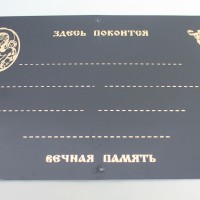 ЗДЕСЬ ПОКОИТСЯ
ВЕЧНАЯ ПАМЯТЬ